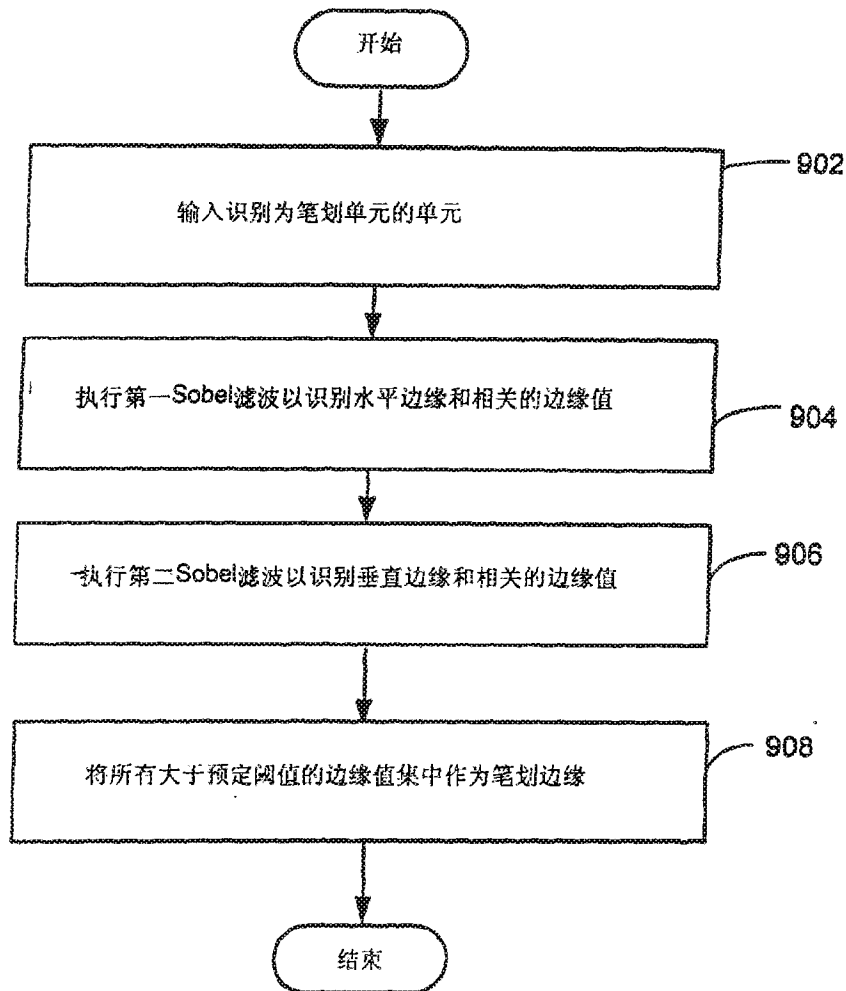 开始
902
输入识别为笔划单元的单元
执行第一Sobel滤波以识别水平边缘和相关的边缘值
904
执行第二Sobel滤波以识别垂直边缘和相关的边缘值
906
将所有大于预定阈值的边缘值集中作为笔划边缘
908
结束